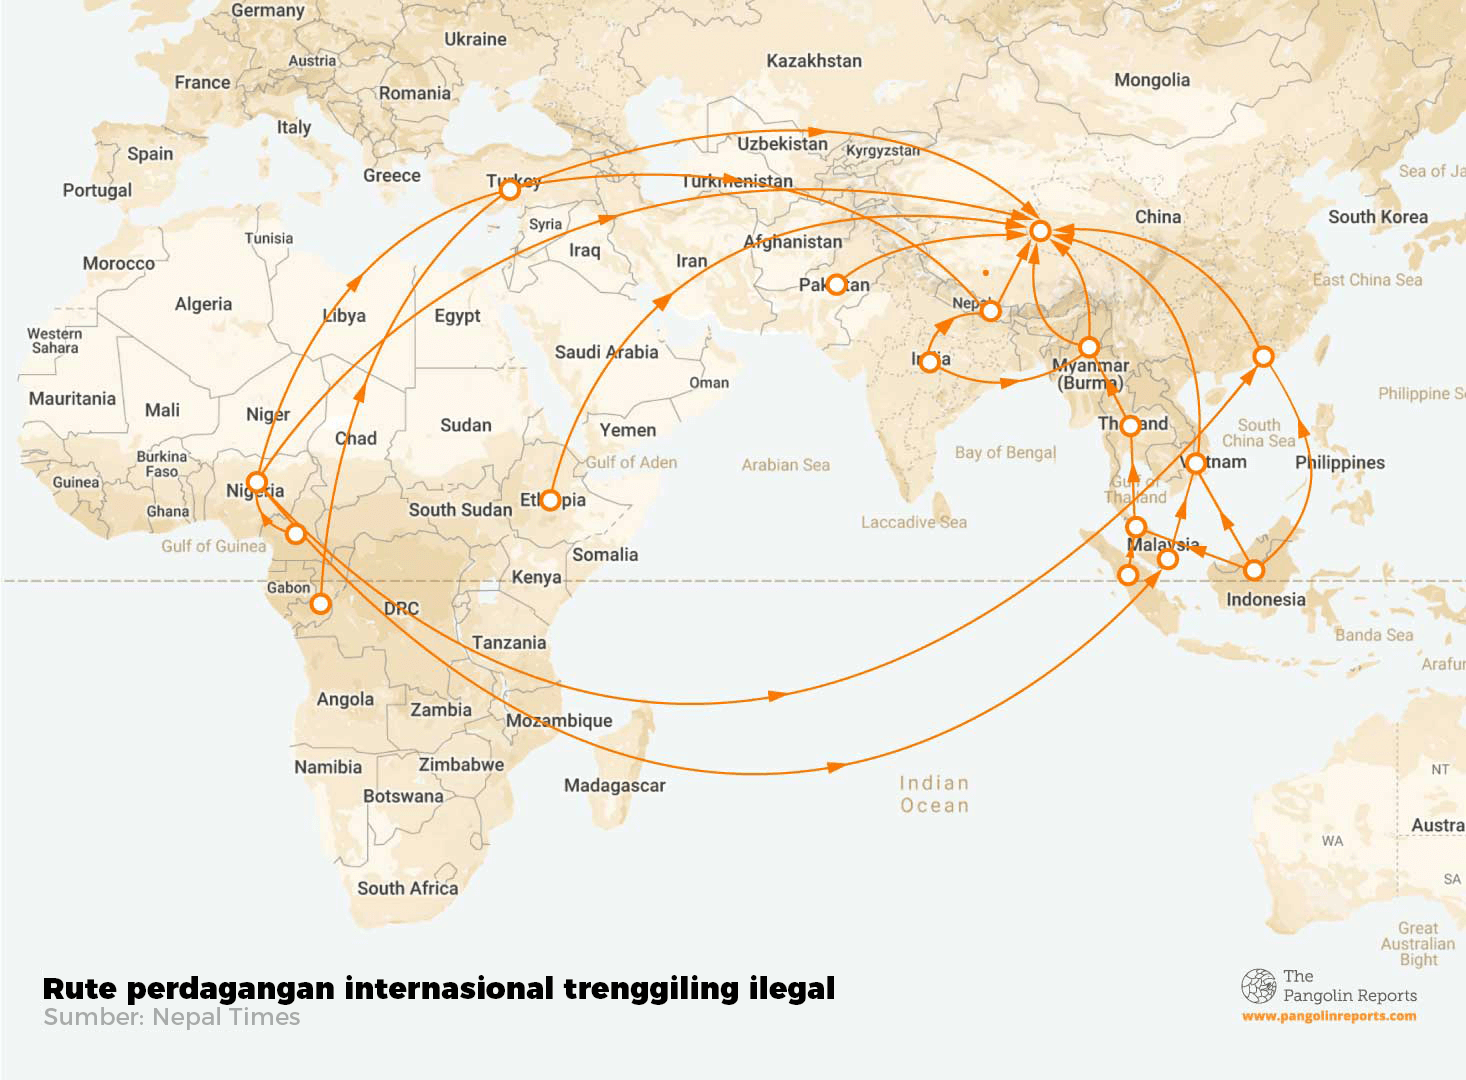 Germany
Ukraine
Austria
France
Romania
Kazakhstan
Mongolia
Italy
Spain
Uzbekistan
Kyrgyzstan
Portugal
Greece
Turkey
Turkmenistan
Sea of Ja
Tunisia
Syria
China
South Korea
Morocco
Iraq
Iran
Afghanistan
East China Sea
Algeria
Libya
Egypt
Pakistan
Nepal
Western
Sahara
Saudi Arabia
India
Myanmar
(Burma)
Oman
Mauritania
Mali
Niger
Chad
Sudan
Yemen
Philippine Se
Thailand
South
China Sea
Burkina
Faso
Gulf of Aden
Arabian Sea
Bay of Bengal
Vietnam
Philippines
Guinea
Nigeria
Ghana
South Sudan
Ethiopia
Gulf of
Thailand
Laccadive Sea
Gulf of Guinea
Somalia
Malaysia
Gabon
Kenya
DRC
Indonesia
Tanzania
Banda Sea
Arafur
Angola
Zambia
Mozambique
Namibia
Zimbabwe
Madagascar
Botswana
Indian
Ocean
NT
Austra
WA
SA
South Africa
Great
Australian
Bight
Rute perdagangan internasional trenggiling ilegal
Sumber: Nepal Times
The
Pangolin Reports
www.pangolinreports.com